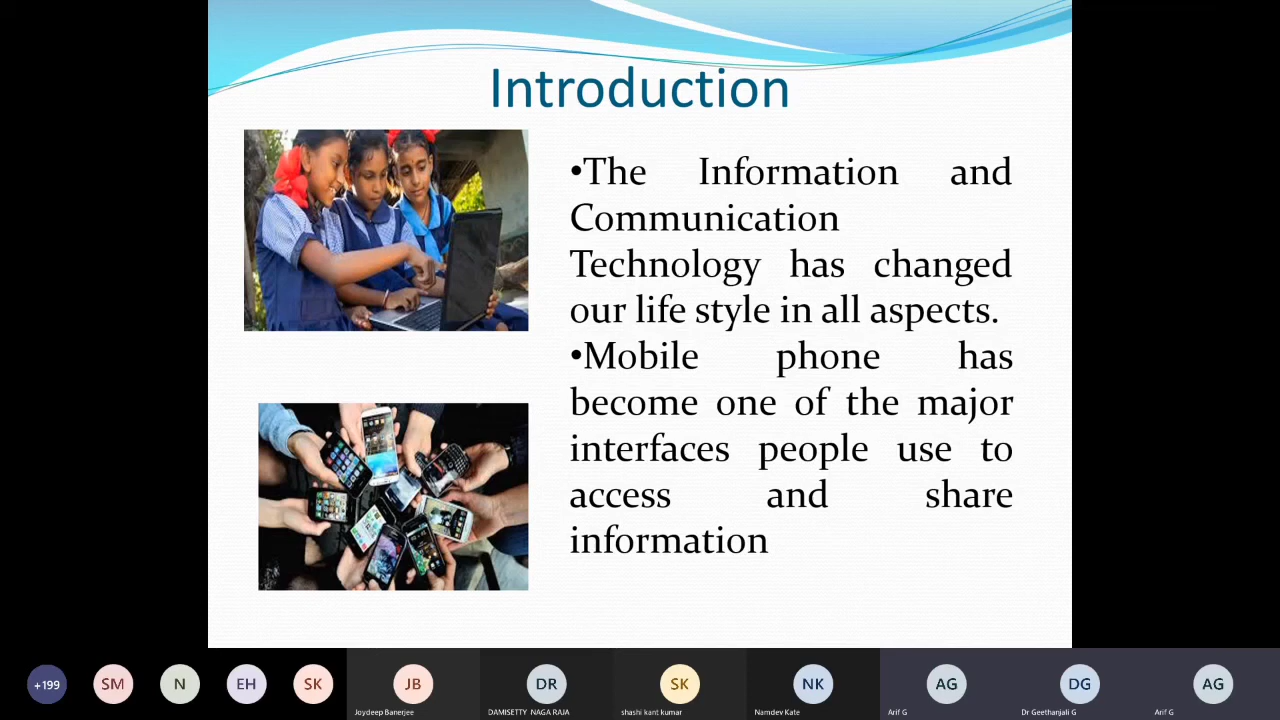 Introduction
•The Information and
Communication
Technology has changed
our life style in all aspects.
•Mobile phone has
become one of the major
interfaces people use to
access and share
information
+199 SM N EH SK JB DR SK NK AG DG AG
Joydeep Banerjee DAMISETTY NAGA RAJA shashi kant kumar Namdev Kate Arif G Dr Geethanjali G Arif G